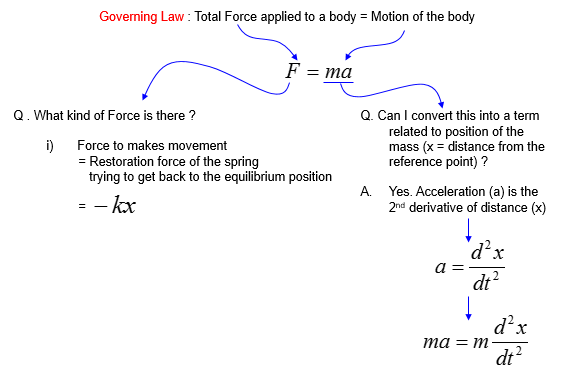 Governing Law : Total Force applied to a body = Motion of the body
F = ma
Q . What kind of Force is there ?
i) Force to makes movement
= Restoration force of the spring
trying to get back to the equilibrium position
= − kx
Q. Can I convert this into a term
related to position of the
mass (x = distance from the
reference point) ?
A. Yes. Acceleration (a) is the
2nd derivative of distance (x)
a = d²x/dt²
ma = m d²x/dt²